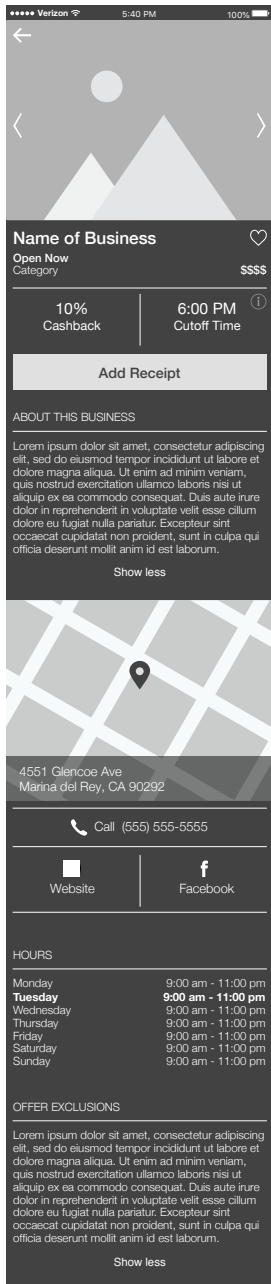 Verizon 5:40 PM 100%
Name of Business
Open Now
Category $$$$
10% 6:00 PM
Cashback Cutoff Time
Add Receipt
ABOUT THIS BUSINESS
Lorem ipsum dolor sit amet, consectetur adipiscing
elit, sed do eiusmod tempor incididunt ut labore et
dolore magna aliqua. Ut enim ad minim veniam,
quis nostrud exercitation ullamco laboris nisi ut
aliquip ex ea commodo consequat. Duis aute irure
dolor in reprehenderit in voluptate velit esse cillum
dolore eu fugiat nulla pariatur. Excepteur sint
occaecat cupidatat non proident, sunt in culpa qui
officia deserunt mollit anim id est laborum.
Show less
4551 Glencoe Ave
Marina del Rey, CA 90292
Call (555) 555-5555
Website Facebook
HOURS
Monday 9:00 am - 11:00 pm
Tuesday 9:00 am - 11:00 pm
Wednesday 9:00 am - 11:00 pm
Thursday 9:00 am - 11:00 pm
Friday 9:00 am - 11:00 pm
Saturday 9:00 am - 11:00 pm
Sunday 9:00 am - 11:00 pm
OFFER EXCLUSIONS
Lorem ipsum dolor sit amet, consectetur adipiscing
elit, sed do eiusmod tempor incididunt ut labore et
dolore magna aliqua. Ut enim ad minim veniam,
quis nostrud exercitation ullamco laboris nisi ut
aliquip ex ea commodo consequat. Duis aute irure
dolor in reprehenderit in voluptate velit esse cillum
dolore eu fugiat nulla pariatur. Excepteur sint
occaecat cupidatat non proident, sunt in culpa qui
officia deserunt mollit anim id est laborum.
Show less